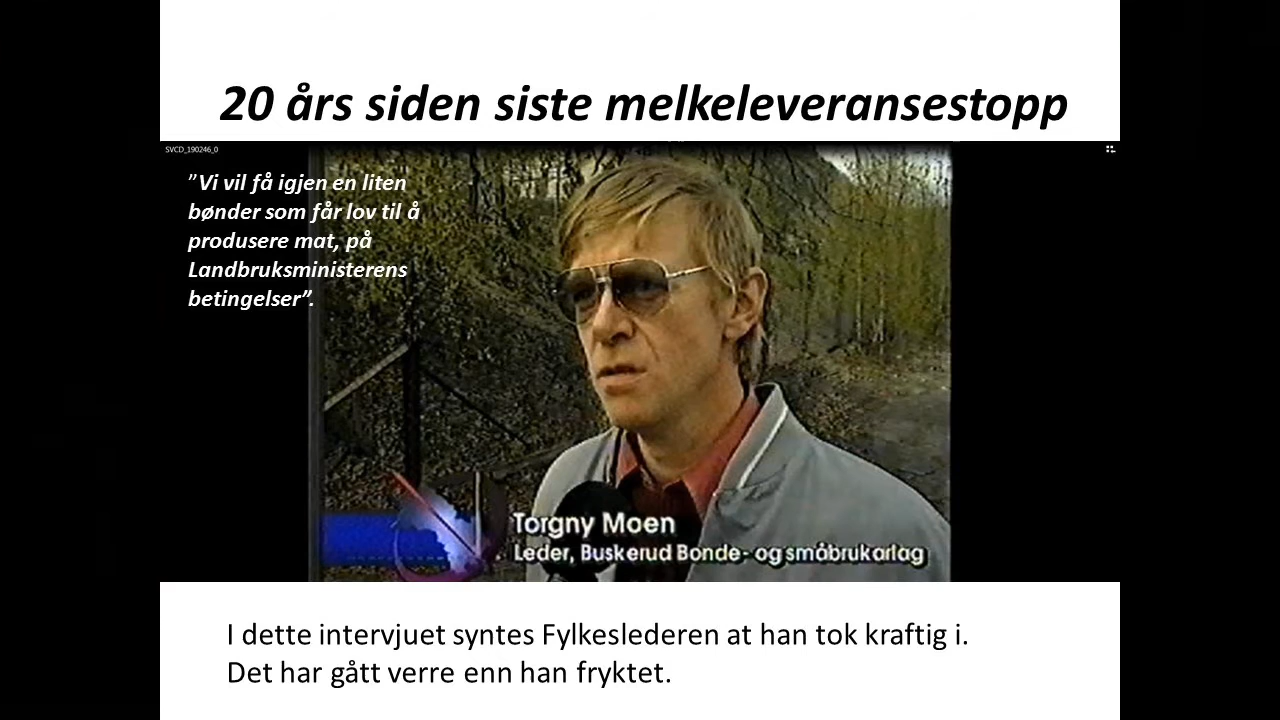 20 års siden siste melkeleveransestopp
SVCD_190246_0
”Vi vil få igjen en liten
bønder som får lov til å
produsere mat, på
Landbruksministerens
betingelser”.
Torgny Moen
Leder, Buskerud Bonde- og småbrukarlag
I dette intervjuet syntes Fylkeslederen at han tok kraftig i.
Det har gått verre enn han fryktet.